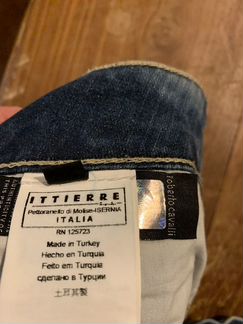 ITTIERRE
Pettoranello di Molise-ISERNIA
ITALIA
RN 125723
Made in Turkey
Hecho en Turquia
Feito em Turquia
сделано в Турции
土耳其製
roberto cavalli